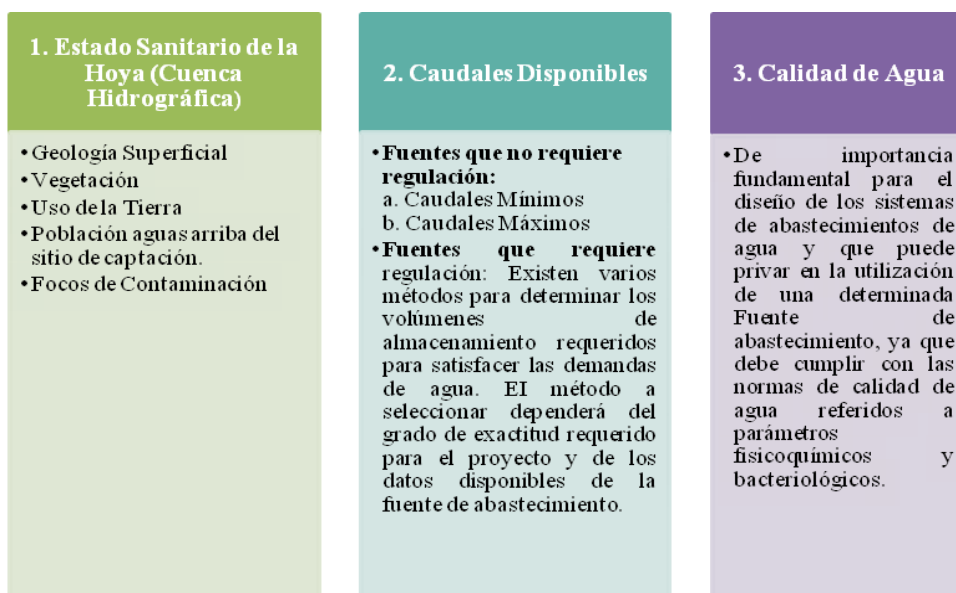 1. Estado Sanitario de la
Hoya (Cuenca
Hidrográfica)
• Geología Superficial
• Vegetación
• Uso de la Tierra
• Población aguas arriba del
sitio de captación.
• Focos de Contaminación
2. Caudales Disponibles
• Fuentes que no requiere
regulación:
a. Caudales Mínimos
b. Caudales Máximos
• Fuentes que requiere
regulación: Existen varios
métodos para determinar los
volúmenes de
almacenamiento requeridos
para satisfacer las demandas
de agua. El método a
seleccionar dependerá del
grado de exactitud requerido
para el proyecto y de los
datos disponibles de la
fuente de abastecimiento.
3. Calidad de Agua
• De importancia
fundamental para el
diseño de los sistemas
de abastecimientos de
agua y que puede
privar en la utilización
de una determinada
Fuente de
abastecimiento, ya que
debe cumplir con las
normas de calidad de
agua referidos a
parámetros
fisicoquímicos y
bacteriológicos.